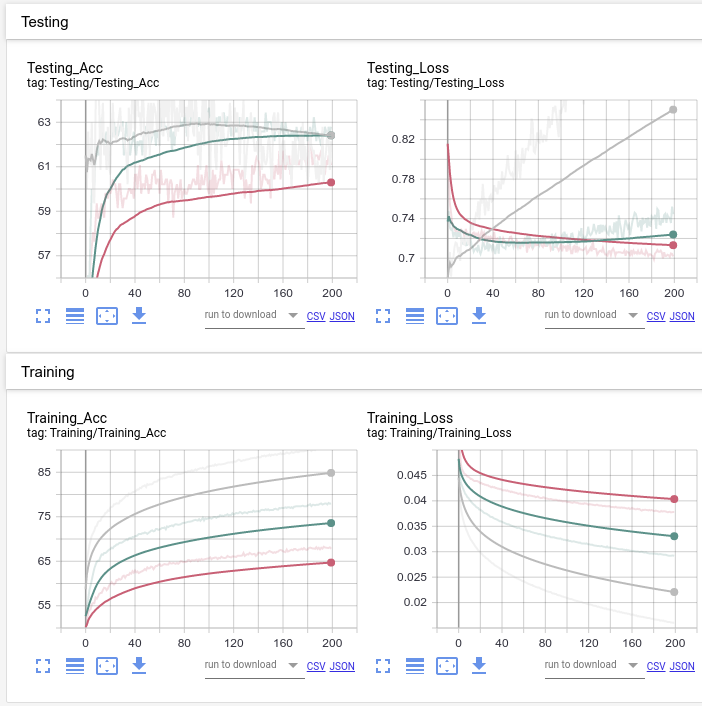 Testing
Testing_Acc
tag: Testing/Testing_Acc
63
61
59
57
0 40 80 120 160 200
run to download CSV JSON
Testing_Loss
tag: Testing/Testing_Loss
0.82
0.78
0.74
0.7
0 40 80 120 160 200
run to download CSV JSON
Training
Training_Acc
tag: Training/Training_Acc
85
75
65
55
0 40 80 120 160 200
run to download CSV JSON
Training_Loss
tag: Training/Training_Loss
0.045
0.04
0.035
0.03
0.025
0.02
0 40 80 120 160 200
run to download CSV JSON